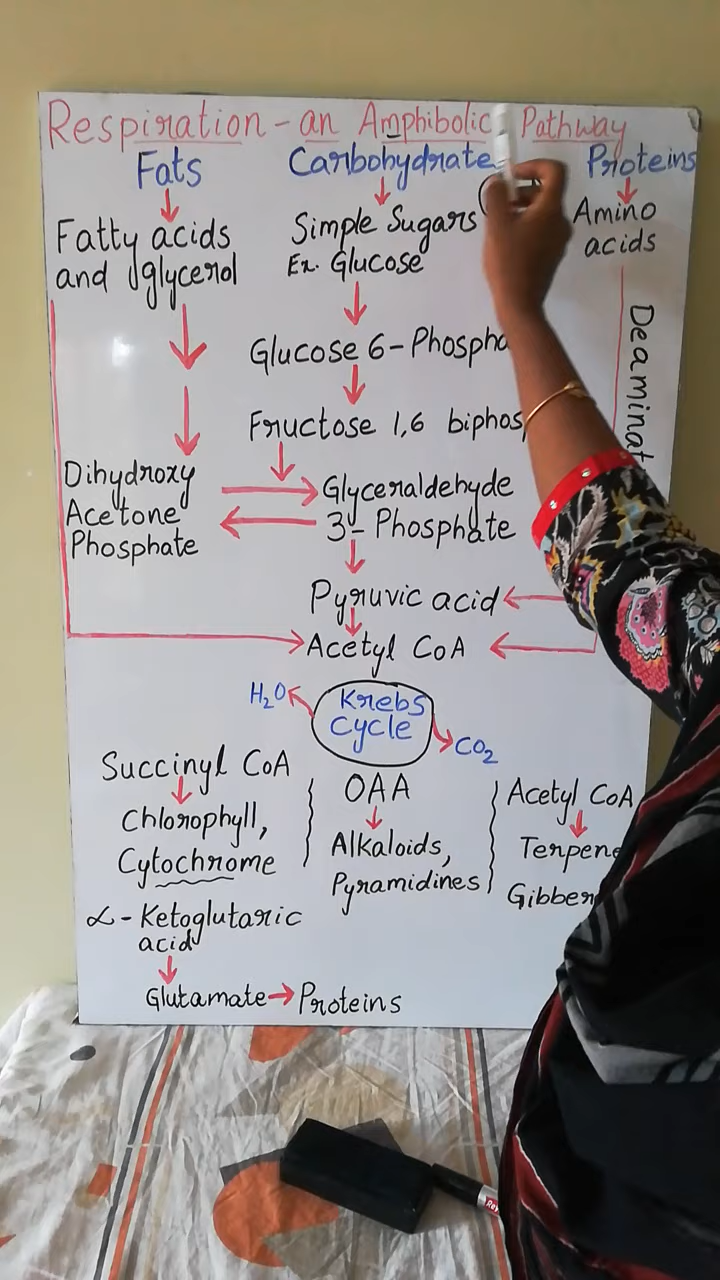 Respiration - an Amphibolic Pathway
Fats
Carbohydrate
Proteins
Fatty acids
and glycerol
Simple Sugars
Ex. Glucose
Amino
acids
Glucose 6- Phospha
Fructose 1,6 biphos
Deaminat
Dihydroxy
Acetone
Phosphate
Glyceraldehyde
3- Phosphate
Pyruvic acid
Acetyl CoA
H₂O
Krebs
Cycle
CO₂
Succinyl CoA
Chlorophyll,
Cytochrome
OAA
Alkaloids,
Pyramidines
Acetyl CoA
Terpene
Gibber
α - Ketoglutaric
acid
Glutamate → Proteins